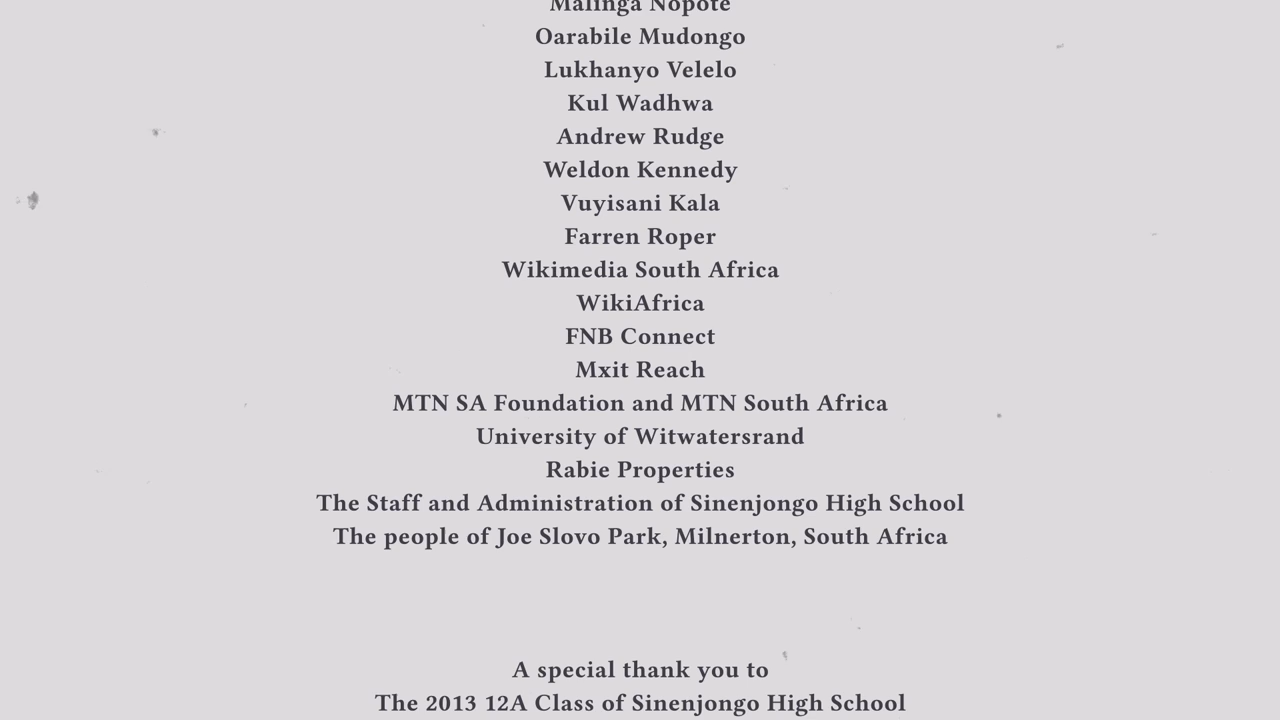 Malinga Nopote
Oarabile Mudongo
Lukhanyo Velelo
Kul Wadhwa
Andrew Rudge
Weldon Kennedy
Vuyisani Kala
Farren Roper
Wikimedia South Africa
WikiAfrica
FNB Connect
Mxit Reach
MTN SA Foundation and MTN South Africa
University of Witwatersrand
Rabie Properties
The Staff and Administration of Sinenjongo High School
The people of Joe Slovo Park, Milnerton, South Africa
A special thank you to
The 2013 12A Class of Sinenjongo High School